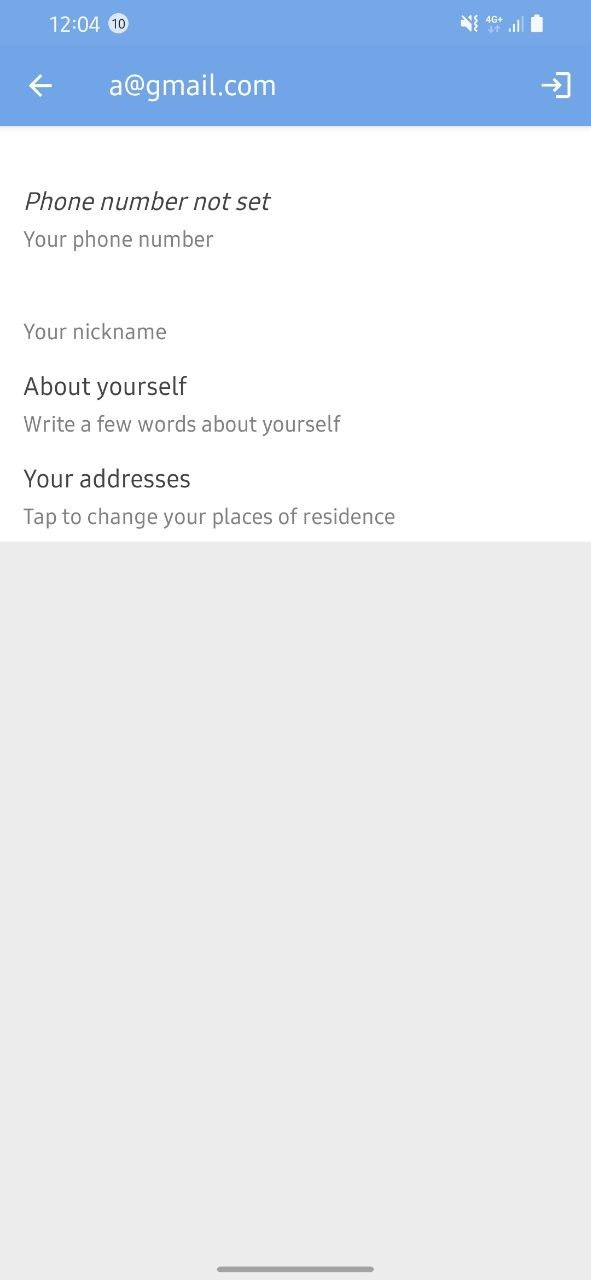 12:04 10 4G+
a@gmail.com
Phone number not set
Your phone number
Your nickname
About yourself
Write a few words about yourself
Your addresses
Tap to change your places of residence